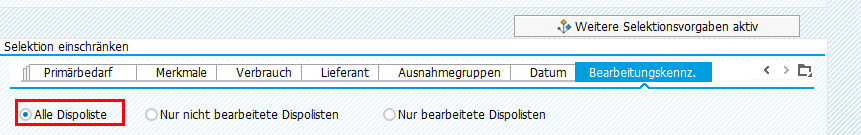 Weitere Selektionsvorgaben aktiv
Selektion einschränken
Primärbedarf Merkmale Verbrauch Lieferant Ausnahmegruppen Datum Bearbeitungskennz.
Alle Dispoliste Nur nicht bearbeitete Dispolisten Nur bearbeitete Dispolisten